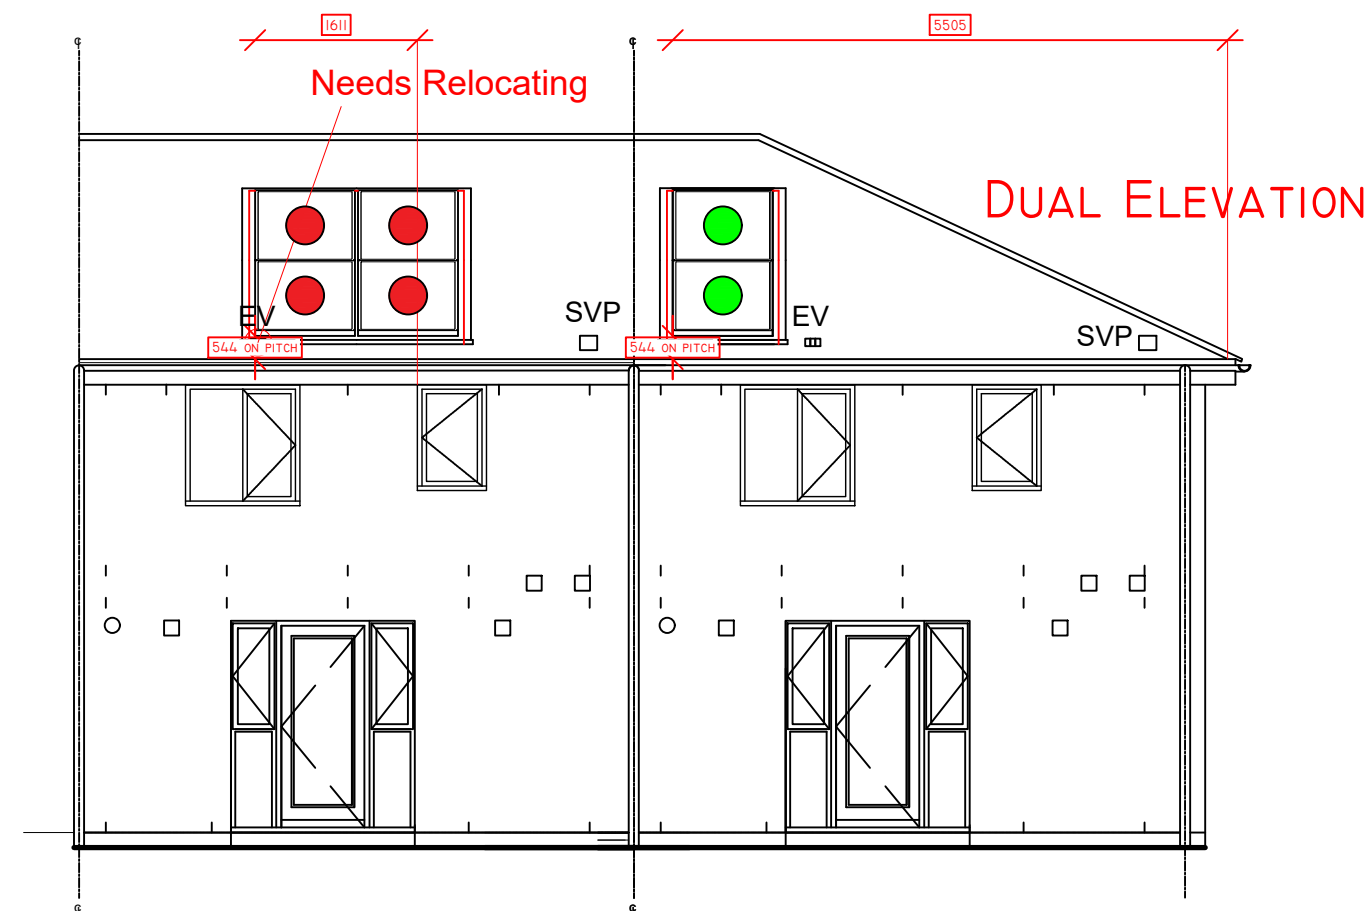 1611
5505
Needs Relocating
DUAL ELEVATION
EV
SVP
EV
SVP
544 ON PITCH
544 ON PITCH